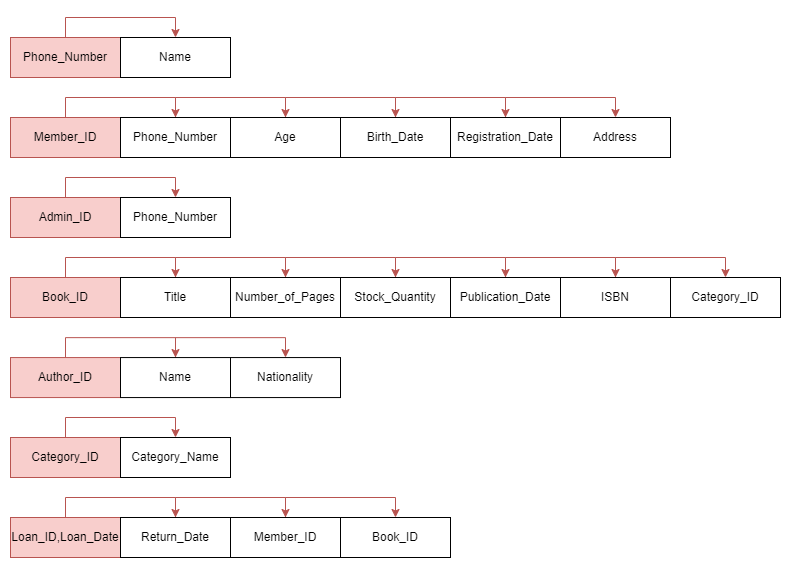 Phone_Number Name
Member_ID Phone_Number Age Birth_Date Registration_Date Address
Admin_ID Phone_Number
Book_ID Title Number_of_Pages Stock_Quantity Publication_Date ISBN Category_ID
Author_ID Name Nationality
Category_ID Category_Name
Loan_ID,Loan_Date Return_Date Member_ID Book_ID